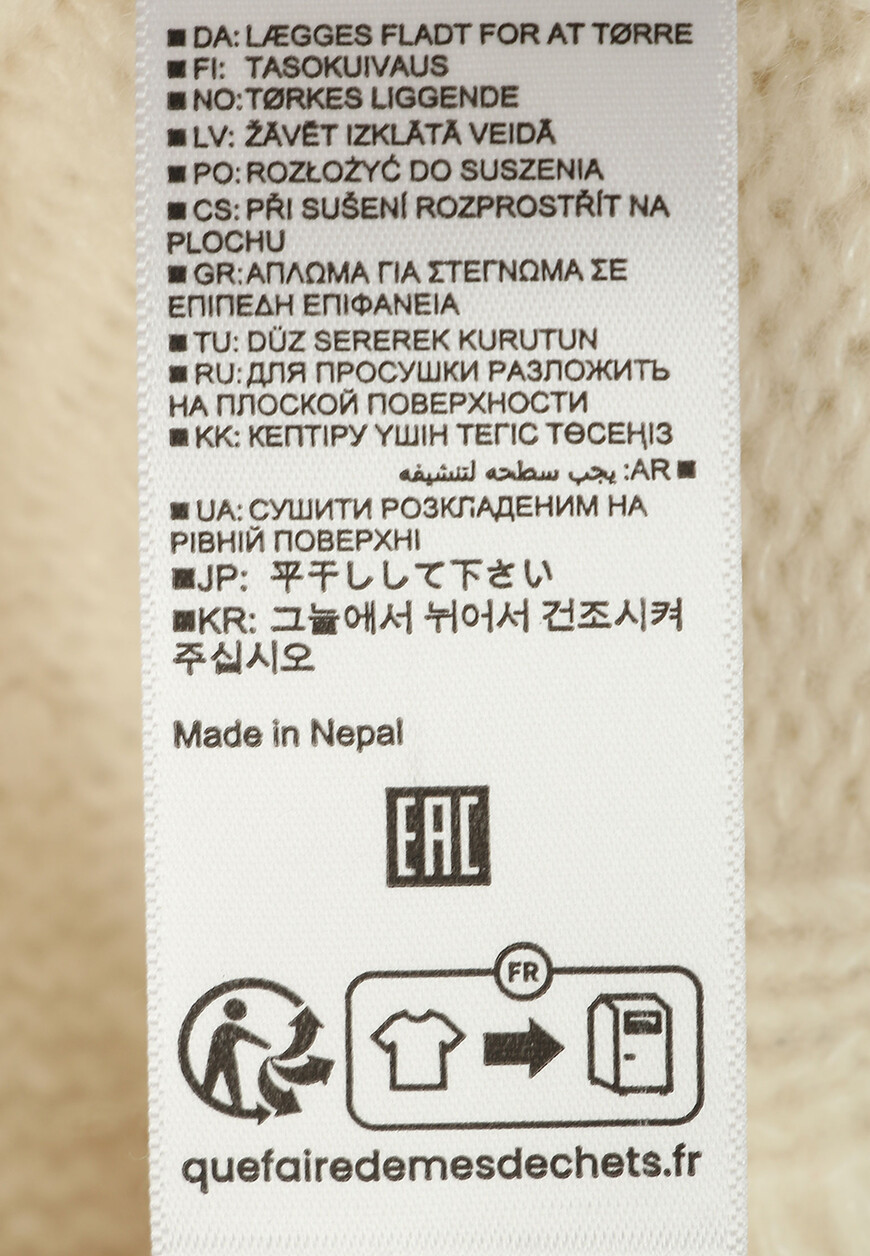 ■ DA: LÆGGES FLADT FOR AT TØRRE
■ FI: TASOKUIVAUS
■ NO:TØRKES LIGGENDE
■ LV: ŽĀVĒT IZKLĀTĀ VEIDĀ
■ PO: ROZŁOŻYĆ DO SUSZENIA
■ CS: PŘI SUŠENÍ ROZPROSTŘÍT NA
PLOCHU
■ GR:ΑΠΛΩΜΑ ΓΙΑ ΣΤΕΓΝΩΜΑ ΣΕ
ΕΠΙΠΕΔΗ ΕΠΙΦΑΝΕΙΑ
■ TU: DÜZ SEREREK KURUTUN
■ RU:ДЛЯ ПРОСУШКИ РАЗЛОЖИТЬ
НА ПЛОСКОЙ ПОВЕРХНОСТИ
■ KK: КЕПТІРУ ҮШІН ТЕГІС ТӨСЕҢІЗ
■ AR: يجب سطحه لتنشيفه
■ UA: СУШИТИ РОЗКЛАДЕНИМ НА
РІВНІЙ ПОВЕРХНІ
■JP: 平干ししして下さい
■KR: 그늘에서 뉘어서 건조시켜
주십시오
Made in Nepal
EAC
FR
quefairedemesdechets.fr